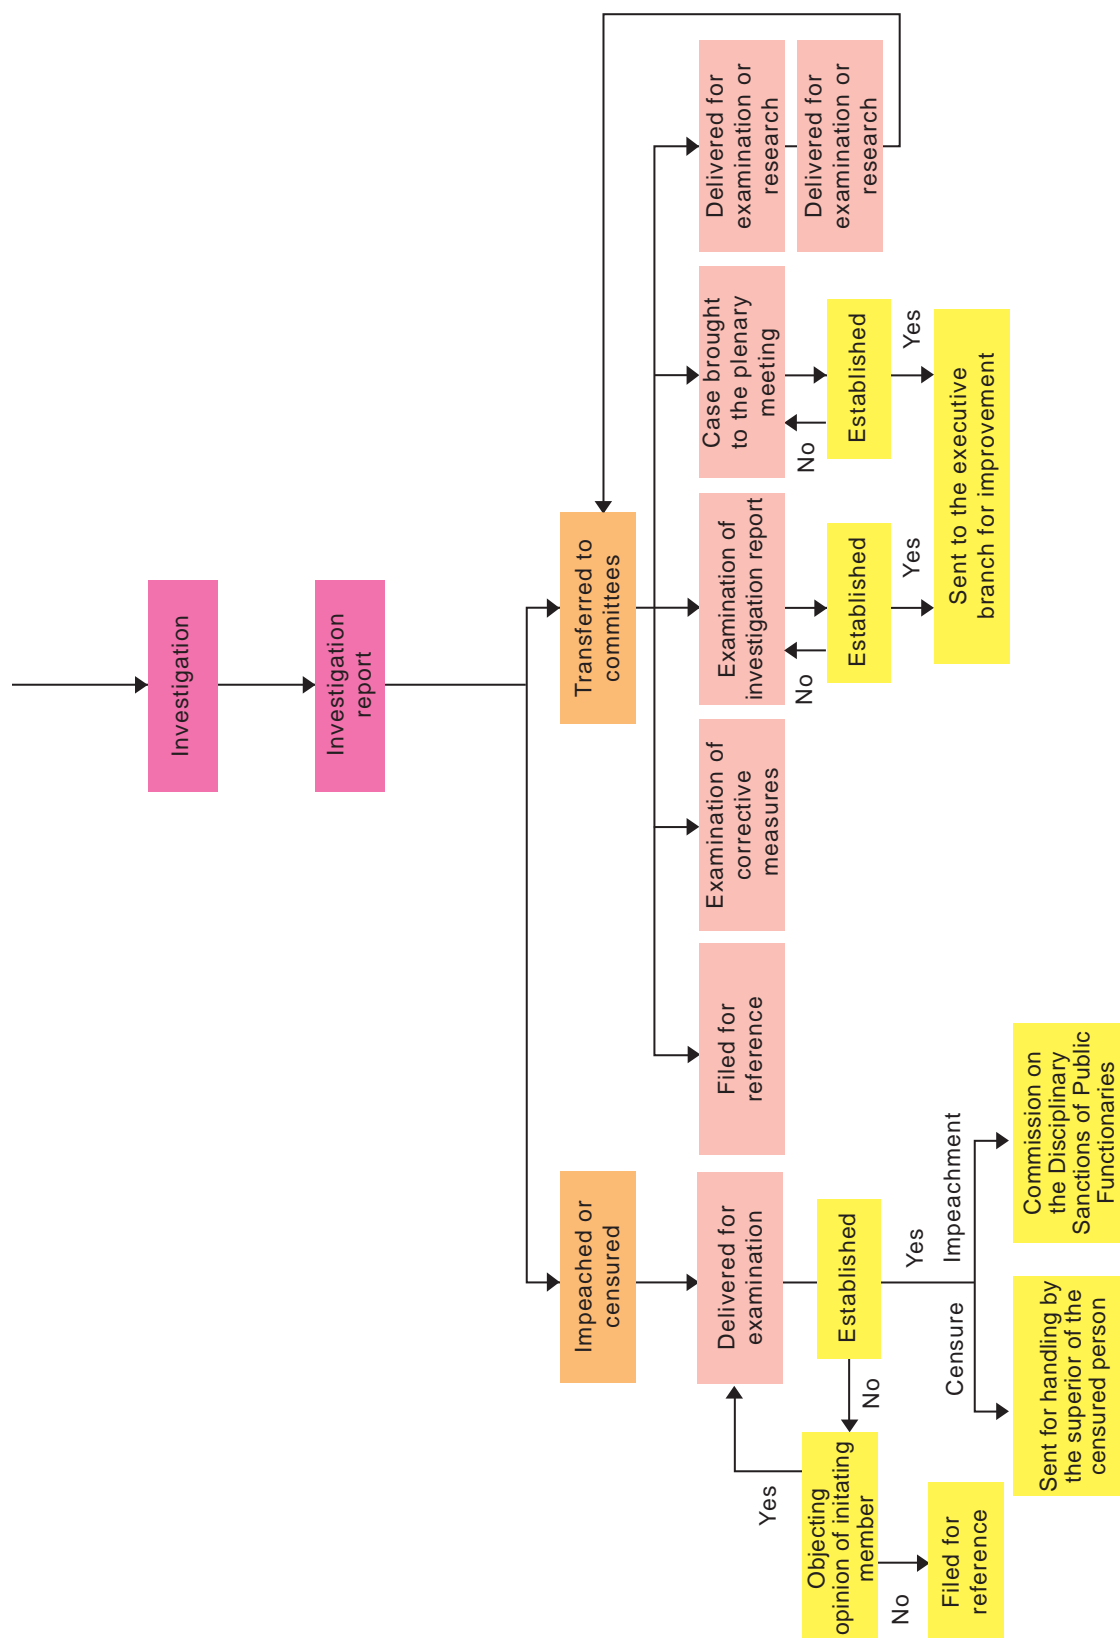 Investigation
Investigation
report
Impeached or
censured
Transferred to
committees
Delivered for
examination
Filed for
reference
Examination of
corrective
measures
Examination of
investigation report
Case brought
to the plenary
meeting
Delivered for
examination or
research
Delivered for
examination or
research
Yes
No
Established
No
Established
No
Established
Objecting
opinion of initating
member
No
Yes
Censure
Impeachment
Yes
Yes
Filed for
reference
Sent for handling by
the superior of the
censured person
Commission on
the Disciplinary
Sanctions of Public
Functionaries
Sent to the executive
branch for improvement